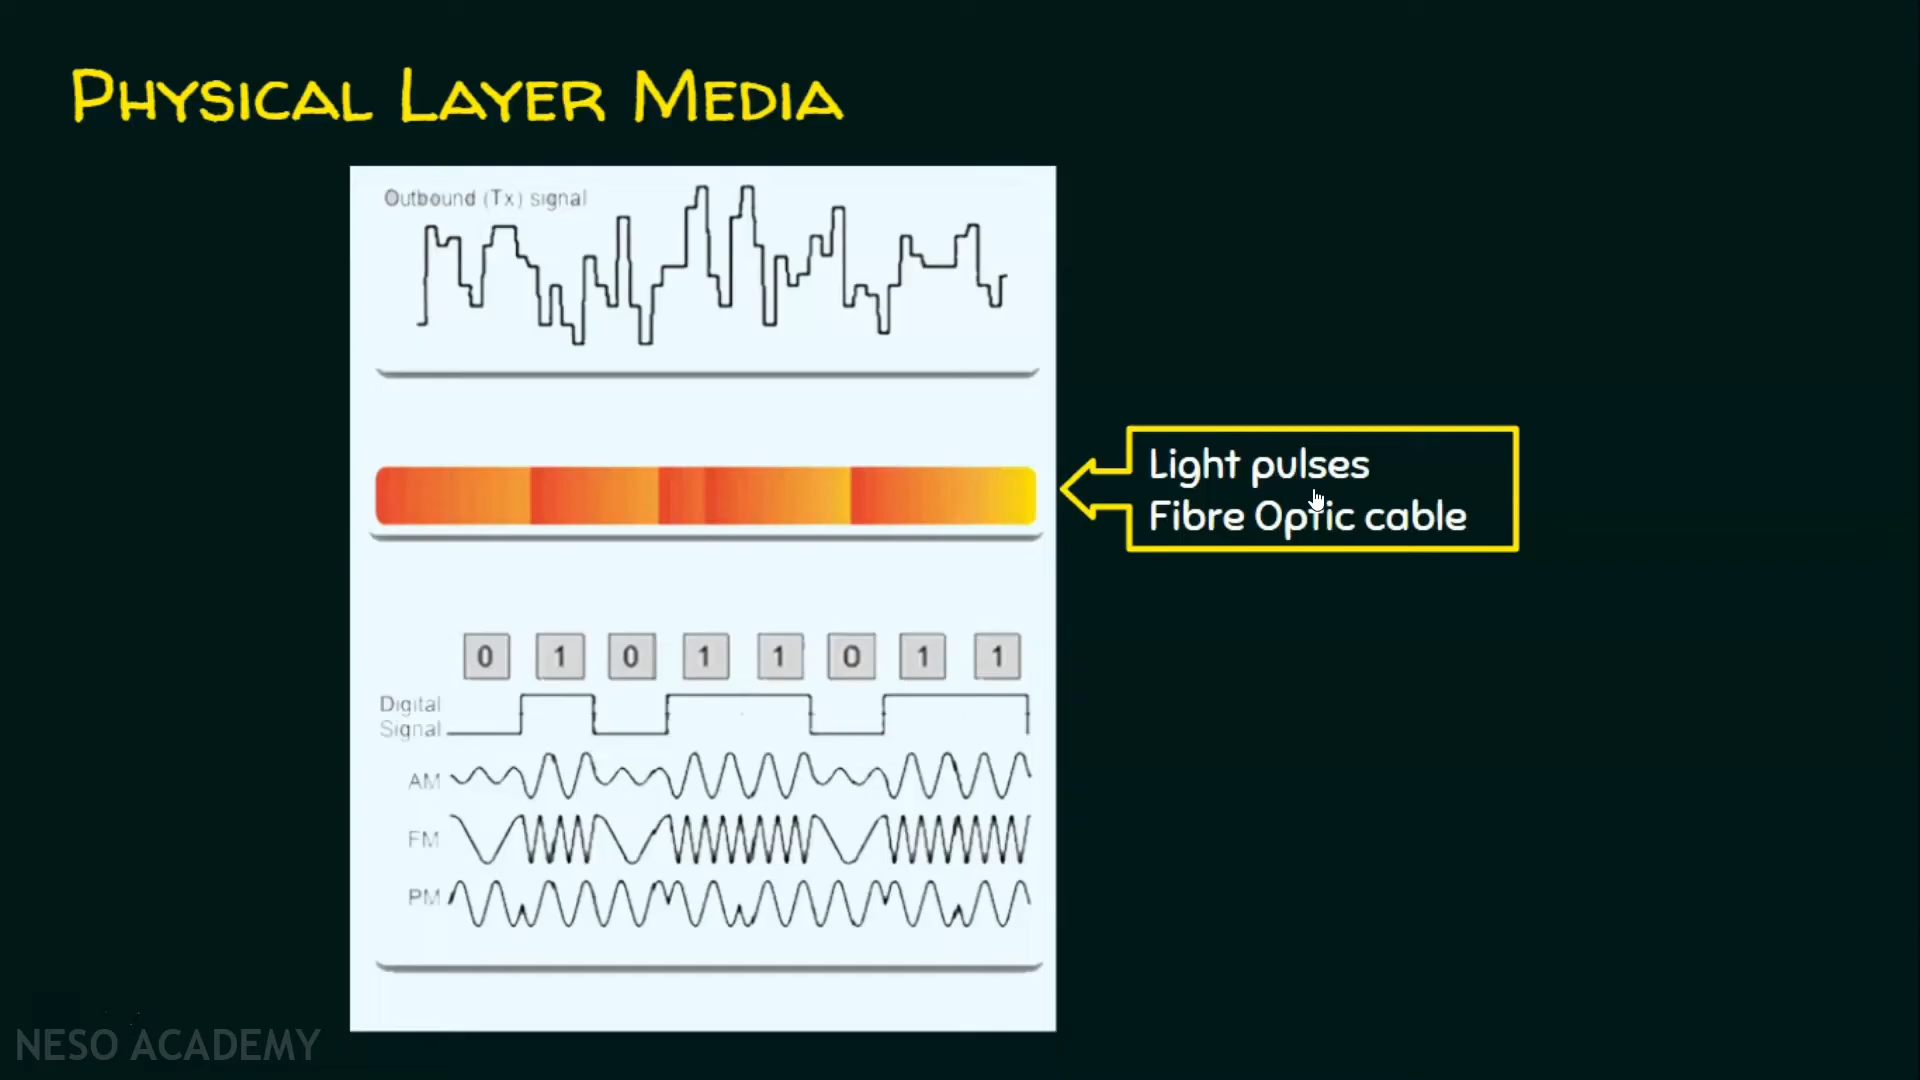 PHYSICAL LAYER MEDIA
Outbound (Tx) signal
Light pulses
Fibre Optic cable
0 1 0 1 1 0 1 1
Digital
Signal
AM
FM
PM
NESO ACADEMY